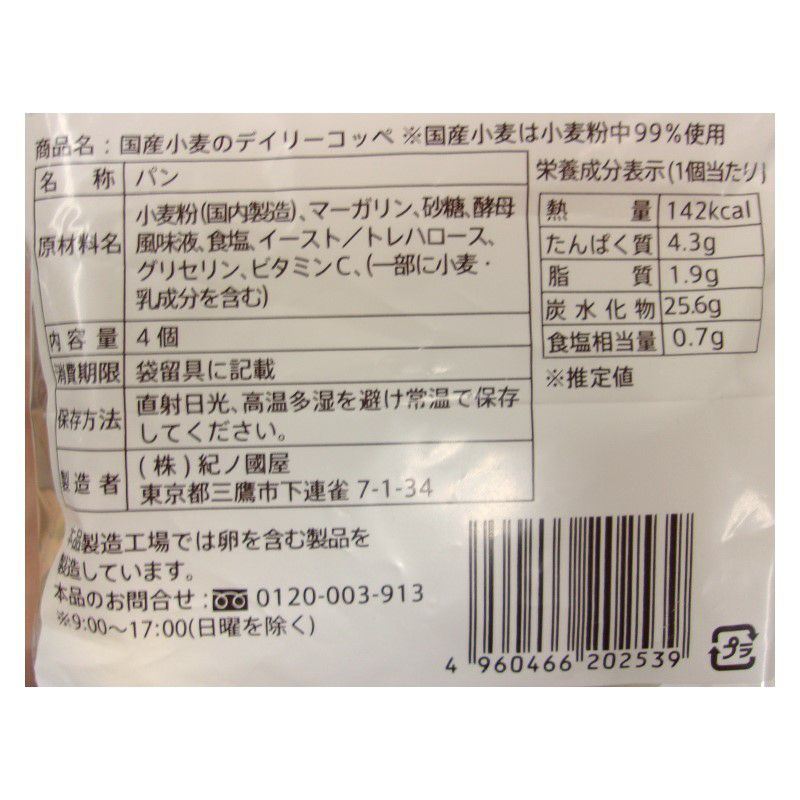 商品名：国産小麦のデイリーコッペ ※国産小麦は小麦粉中99％使用
名 称 パン
原材料名 小麦粉(国内製造)、マーガリン、砂糖、酵母
風味液、食塩、イースト／トレハロース、
グリセリン、ビタミンC、(一部に小麦・
乳成分を含む)
内容量 4個
消費期限 袋留具に記載
保存方法 直射日光、高温多湿を避け常温で保存
してください。
製造者 (株)紀ノ國屋
東京都三鷹市下連雀 7-1-34
栄養成分表示(1個当たり)
熱量 142kcal
たんぱく質 4.3g
脂質 1.9g
炭水化物 25.6g
食塩相当量 0.7g
※推定値
本品製造工場では卵を含む製品を
製造しています。
本品のお問合せ：0120-003-913
※9:00～17:00(日曜を除く)
4 960466 202539
プラ